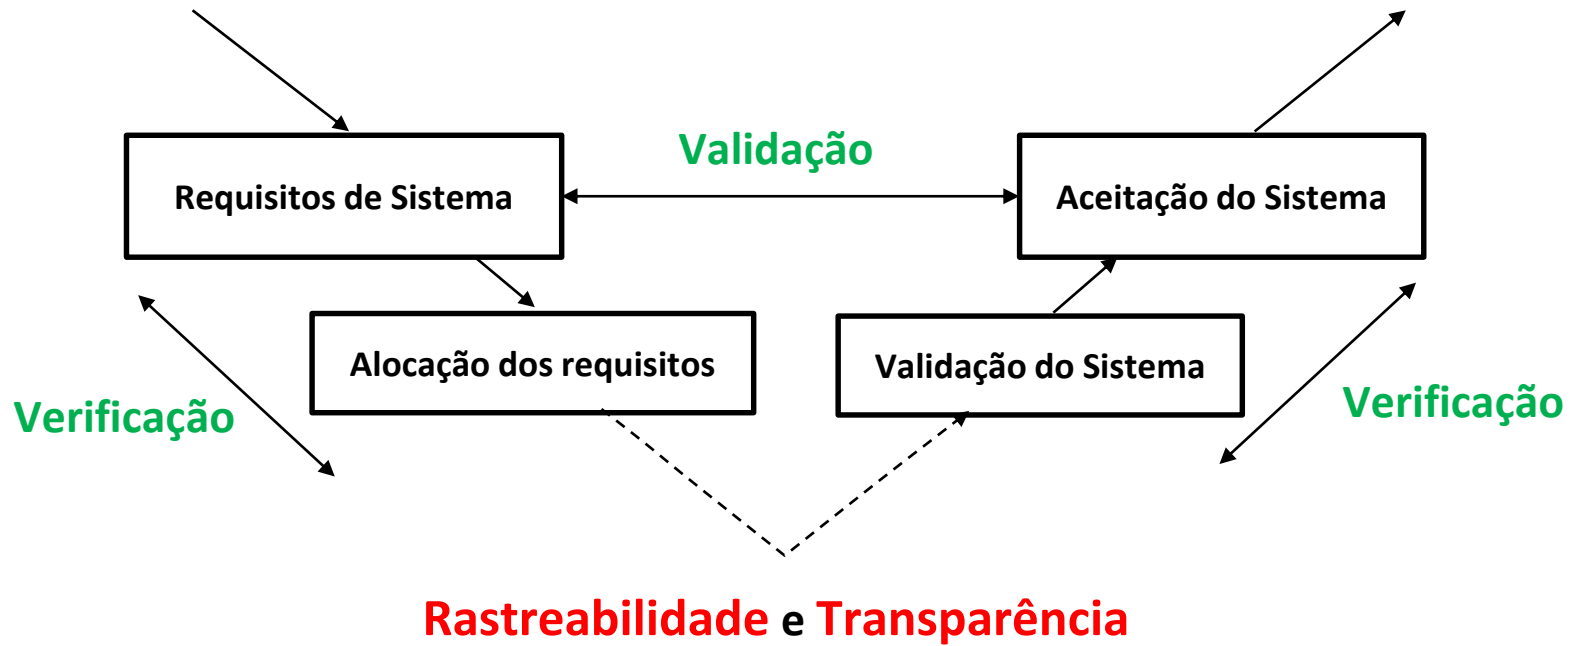 Validação
Requisitos de Sistema
Aceitação do Sistema
Alocação dos requisitos
Validação do Sistema
Verificação
Verificação
Rastreabilidade e Transparência